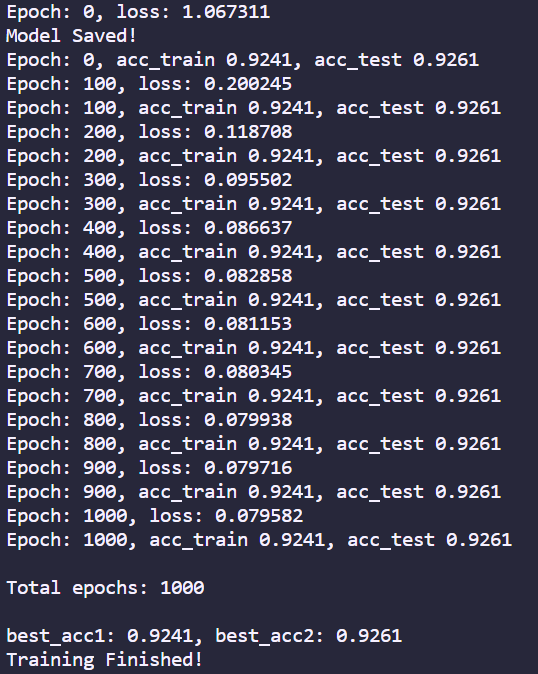 Epoch: 0, loss: 1.067311
Model Saved!
Epoch: 0, acc_train 0.9241, acc_test 0.9261
Epoch: 100, loss: 0.200245
Epoch: 100, acc_train 0.9241, acc_test 0.9261
Epoch: 200, loss: 0.118708
Epoch: 200, acc_train 0.9241, acc_test 0.9261
Epoch: 300, loss: 0.095502
Epoch: 300, acc_train 0.9241, acc_test 0.9261
Epoch: 400, loss: 0.086637
Epoch: 400, acc_train 0.9241, acc_test 0.9261
Epoch: 500, loss: 0.082858
Epoch: 500, acc_train 0.9241, acc_test 0.9261
Epoch: 600, loss: 0.081153
Epoch: 600, acc_train 0.9241, acc_test 0.9261
Epoch: 700, loss: 0.080345
Epoch: 700, acc_train 0.9241, acc_test 0.9261
Epoch: 800, loss: 0.079938
Epoch: 800, acc_train 0.9241, acc_test 0.9261
Epoch: 900, loss: 0.079716
Epoch: 900, acc_train 0.9241, acc_test 0.9261
Epoch: 1000, loss: 0.079582
Epoch: 1000, acc_train 0.9241, acc_test 0.9261
Total epochs: 1000
best_acc1: 0.9241, best_acc2: 0.9261
Training Finished!